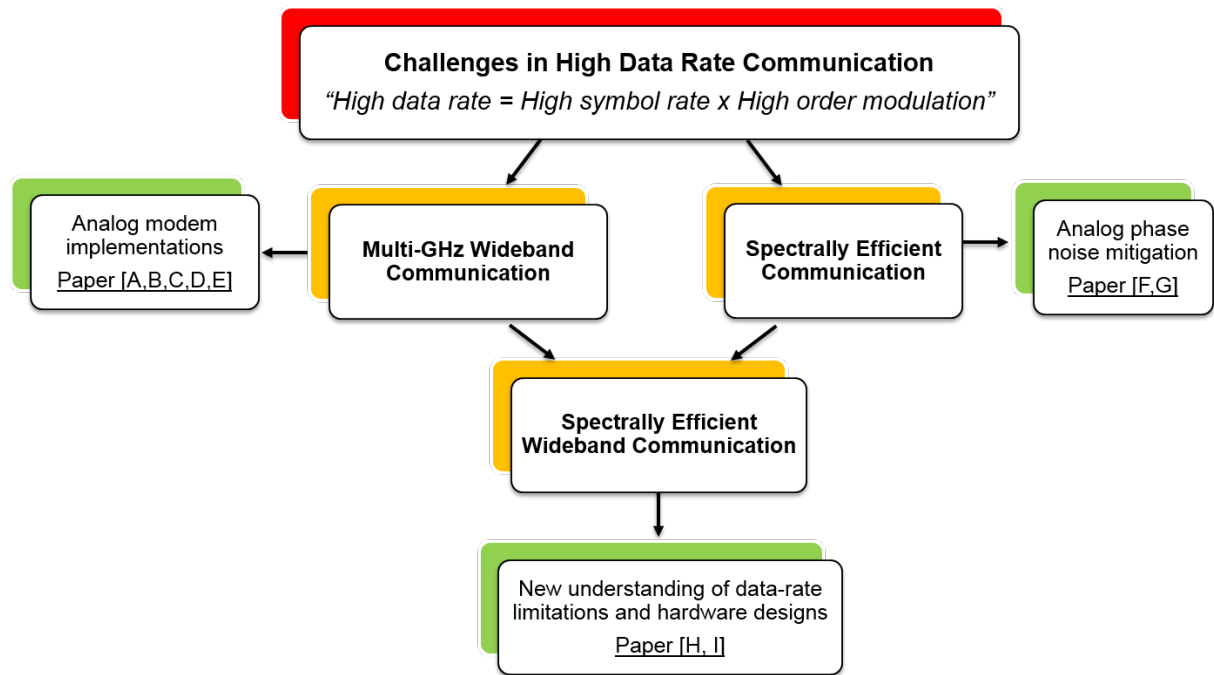 Challenges in High Data Rate Communication
“High data rate = High symbol rate x High order modulation”
Analog modem
implementations
Paper [A,B,C,D,E]
Multi-GHz Wideband
Communication
Spectrally Efficient
Communication
Analog phase
noise mitigation
Paper [F,G]
Spectrally Efficient
Wideband Communication
New understanding of data-rate
limitations and hardware designs
Paper [H, I]